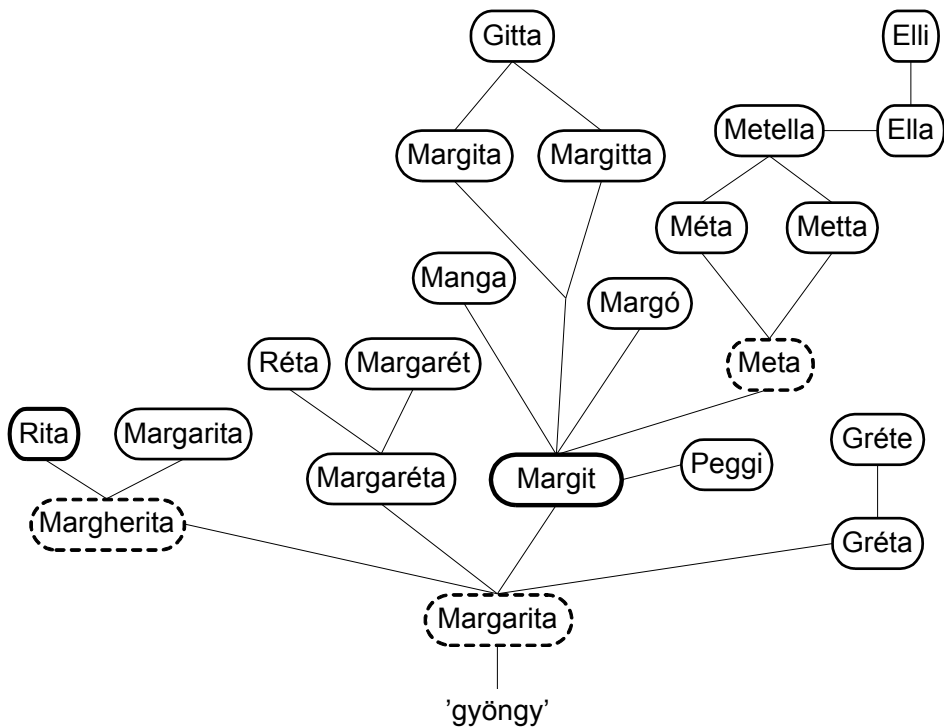 Gitta
Elli
Metella
Ella
Margita
Margitta
Méta
Metta
Manga
Margó
Réta
Margarét
Meta
Rita
Margarita
Gréte
Margaréta
Margit
Peggi
Margherita
Gréta
Margarita
’gyöngy’